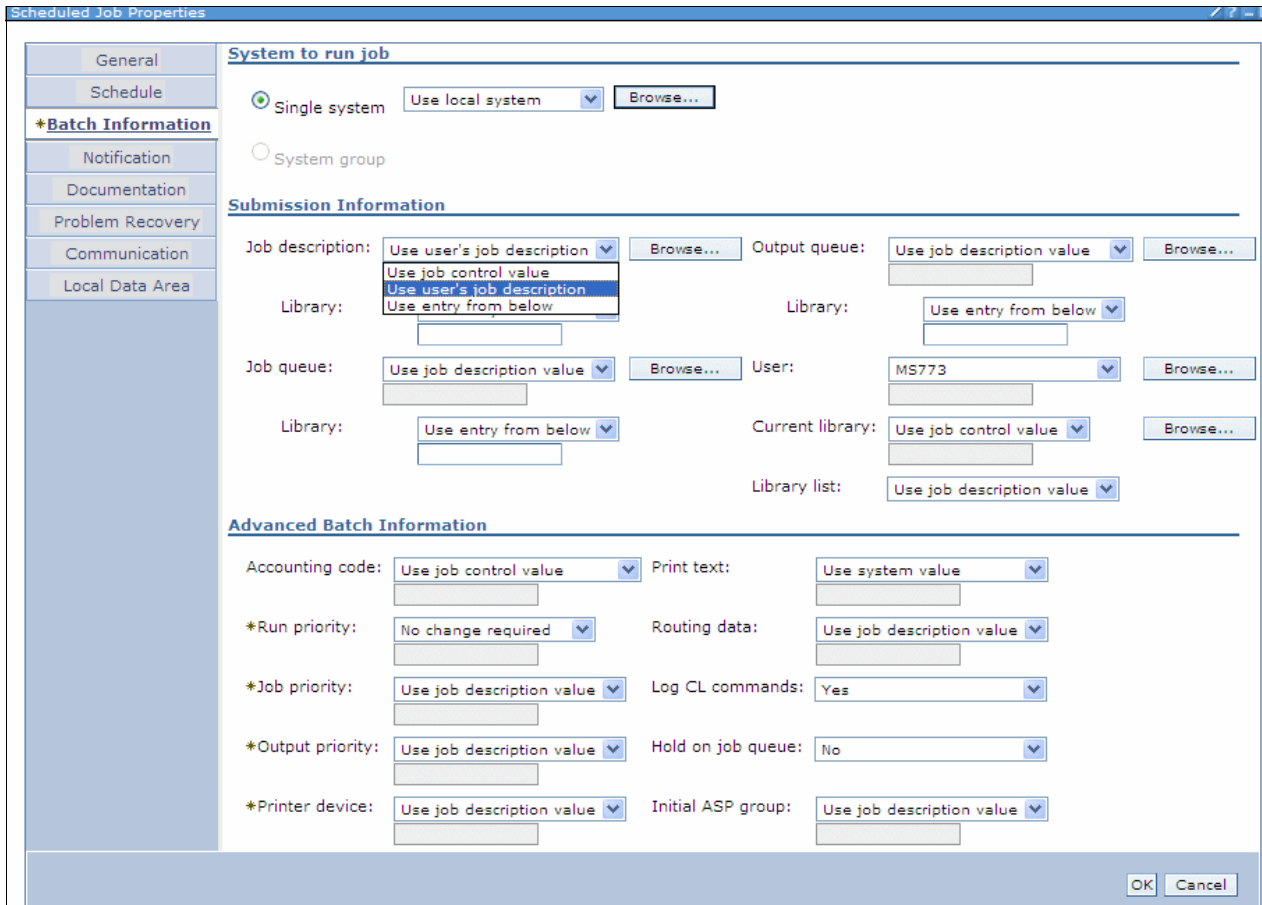 Scheduled Job Properties
General
Schedule
*Batch Information
Notification
Documentation
Problem Recovery
Communication
Local Data Area
System to run job
Single system
Use local system
Browse...
System group
Submission Information
Job description:
Use user's job description
Browse...
Use job control value
Use user's job description
Use entry from below
Output queue:
Use job description value
Browse...
Library:
Library:
Use entry from below
Job queue:
Use job description value
Browse...
User:
MS773
Browse...
Library:
Use entry from below
Current library:
Use job control value
Browse...
Library list:
Use job description value
Advanced Batch Information
Accounting code:
Use job control value
Print text:
Use system value
*Run priority:
No change required
Routing data:
Use job description value
*Job priority:
Use job description value
Log CL commands:
Yes
*Output priority:
Use job description value
Hold on job queue:
No
*Printer device:
Use job description value
Initial ASP group:
Use job description value
OK
Cancel